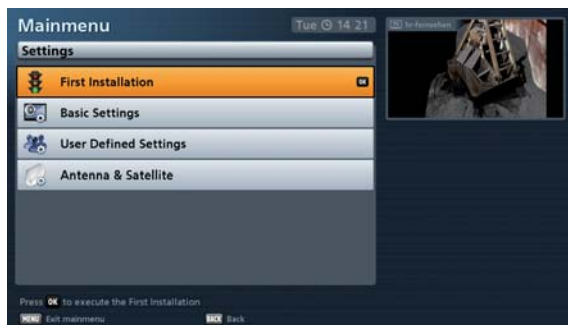 Mainmenu
Tue 14 21
Settings
First Installation OK
Basic Settings
User Defined Settings
Antenna & Satellite
Press OK to execute the First Installation
MENU Exit mainmenu BACK Back